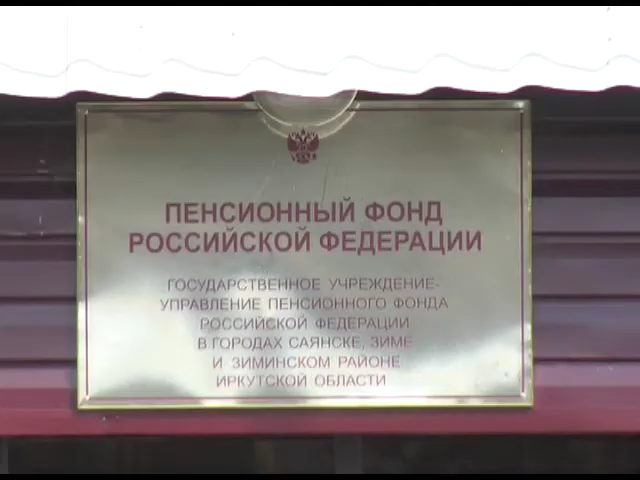 ПЕНСИОННЫЙ ФОНД
РОССИЙСКОЙ ФЕДЕРАЦИИ
ГОСУДАРСТВЕННОЕ УЧРЕЖДЕНИЕ-
УПРАВЛЕНИЕ ПЕНСИОННОГО ФОНДА
РОССИЙСКОЙ ФЕДЕРАЦИИ
В ГОРОДАХ САЯНСКЕ, ЗИМЕ
И ЗИМИНСКОМ РАЙОНЕ
ИРКУТСКОЙ ОБЛАСТИ